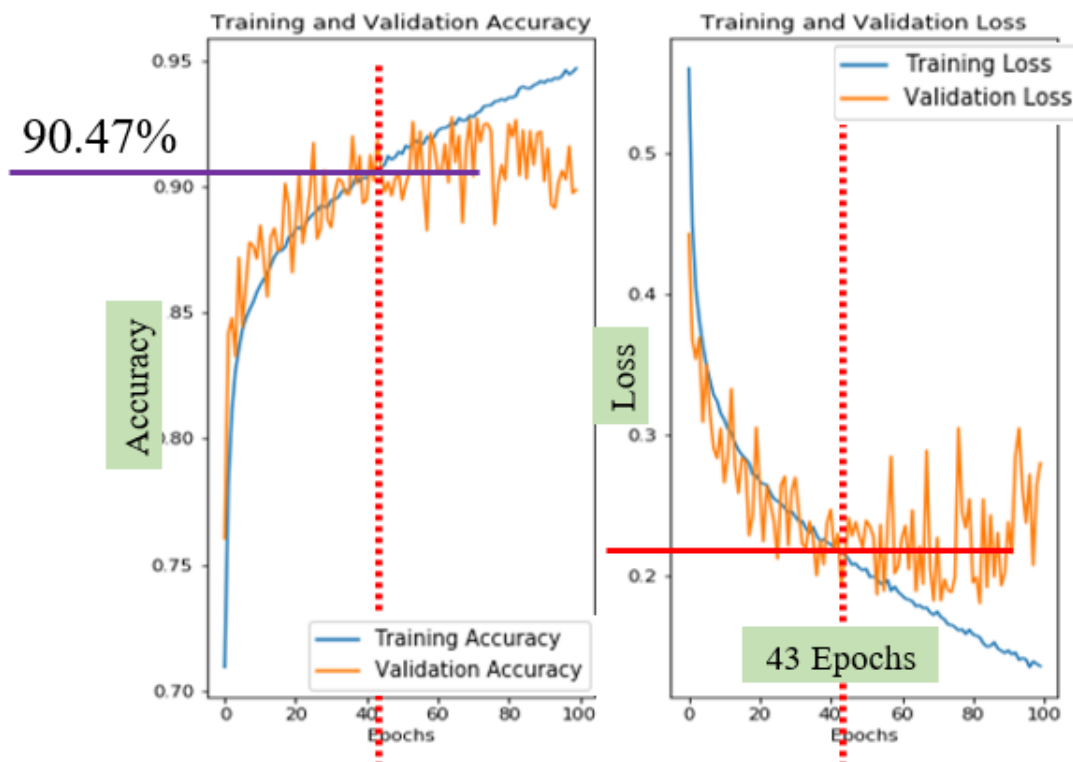 Training and Validation Accuracy
0.95
90.47%
0.90
.85
Accuracy
.80
0.75
0.70
Training Accuracy
Validation Accuracy
0 20 40 60 80 100
Epochs
Training and Validation Loss
Training Loss
Validation Loss
0.5
0.4
Loss
0.3
0.2
43 Epochs
0 20 40 60 80 100
Epochs